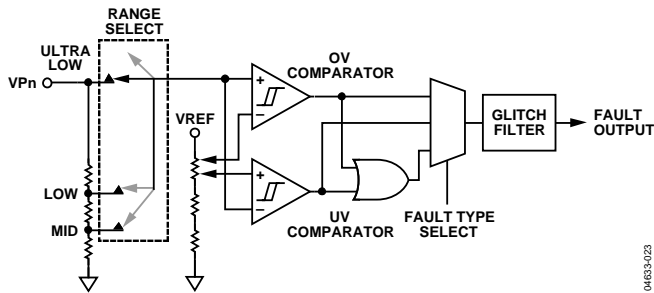 RANGE
SELECT
ULTRA
LOW
VPn
LOW
MID
VREF
OV
COMPARATOR
+
−
+
−
UV
COMPARATOR
FAULT TYPE
SELECT
GLITCH
FILTER
FAULT
OUTPUT
04633-023